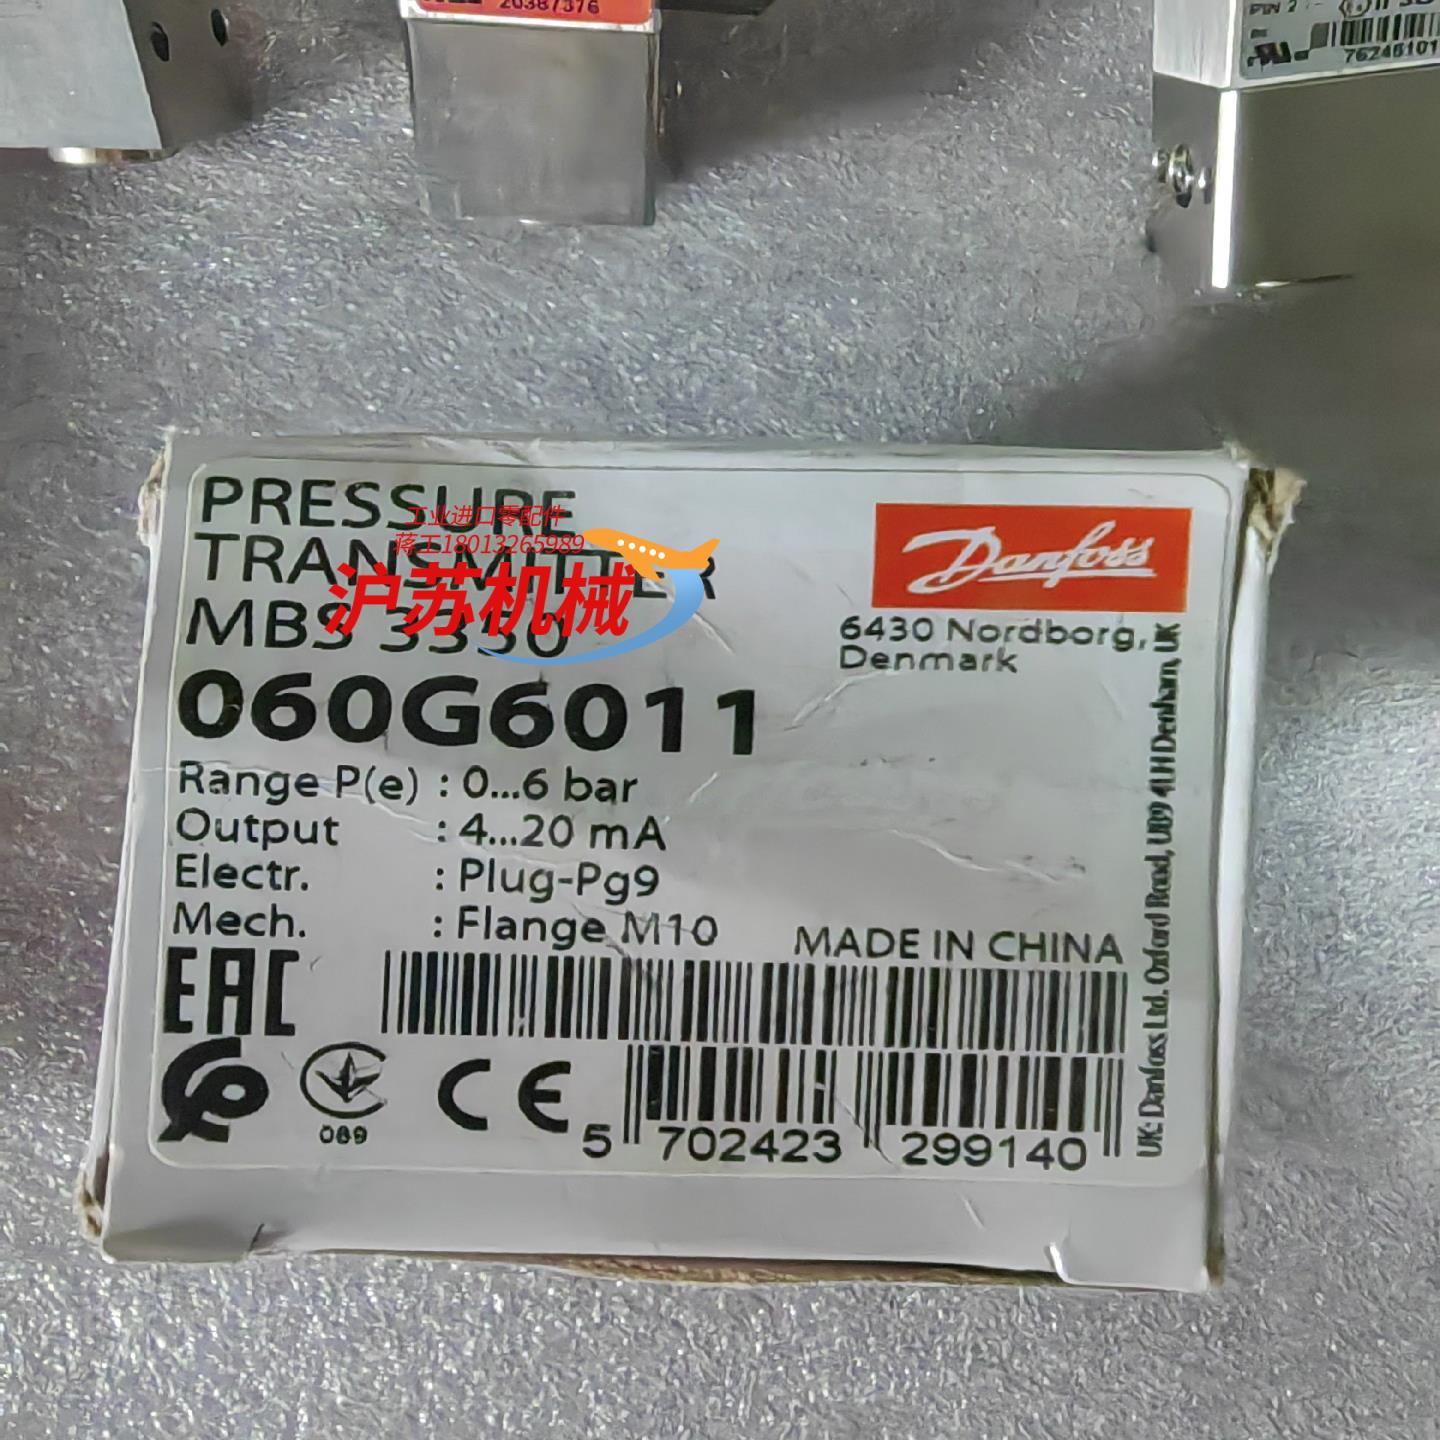 20387376
PIN 2
76246101
PRESSURE
TRANSMITTER
MBS 3350
工业进口零配件
蒋工18013265989
沪苏机械
Danfoss
6430 Nordborg,
Denmark
060G6011
Range P(e) : 0...6 bar
Output : 4...20 mA
Electr. : Plug-Pg9
Mech. : Flange M10
MADE IN CHINA
EAC
089
CE
5 702423 299140
UK: Danfoss Ltd. Oxford Road, UB9 4LH Denham, UK